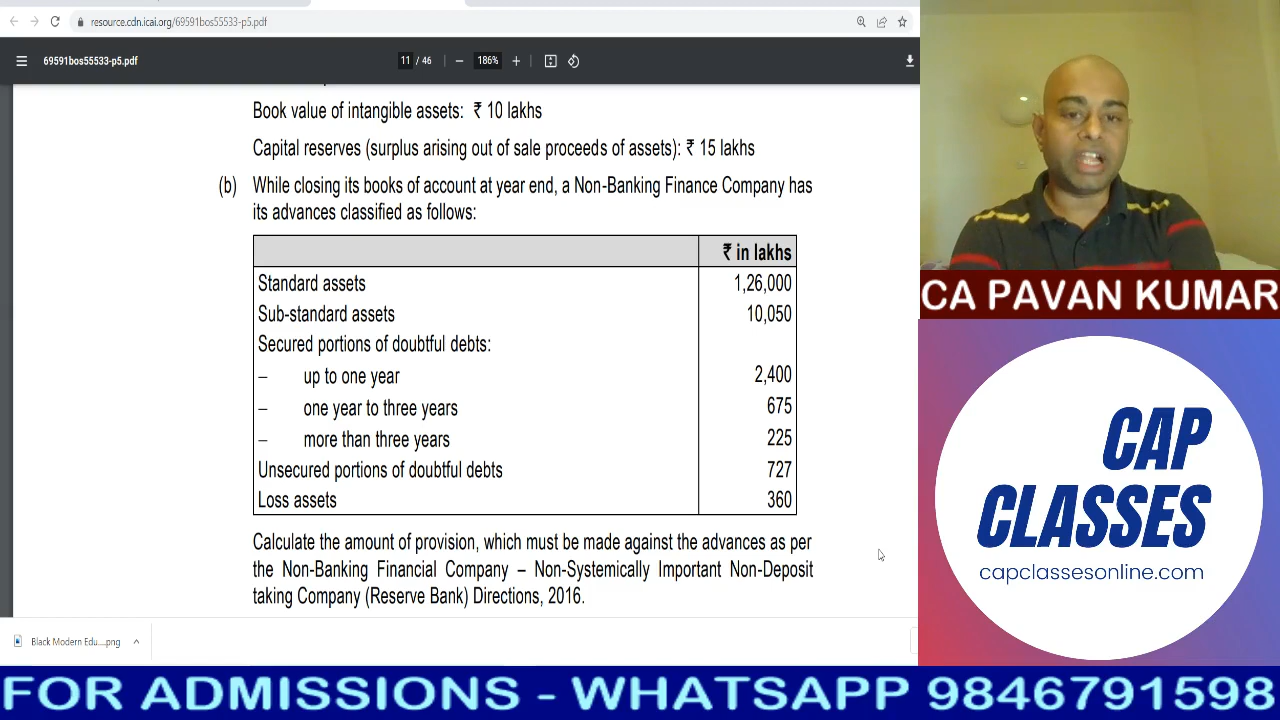 resource.cdn.icai.org/69591bos55533-p5.pdf
69591bos55533-p5.pdf
11 / 46
186%
Book value of intangible assets: ₹ 10 lakhs
Capital reserves (surplus arising out of sale proceeds of assets): ₹ 15 lakhs
(b) While closing its books of account at year end, a Non-Banking Finance Company has
its advances classified as follows:
₹ in lakhs
Standard assets 1,26,000
Sub-standard assets 10,050
Secured portions of doubtful debts:
– up to one year 2,400
– one year to three years 675
– more than three years 225
Unsecured portions of doubtful debts 727
Loss assets 360
Calculate the amount of provision, which must be made against the advances as per
the Non-Banking Financial Company – Non-Systemically Important Non-Deposit
taking Company (Reserve Bank) Directions, 2016.
Black Modern Edu....png
CA PAVAN KUMAR
CAP
CLASSES
capclassesonline.com
FOR ADMISSIONS - WHATSAPP 9846791598